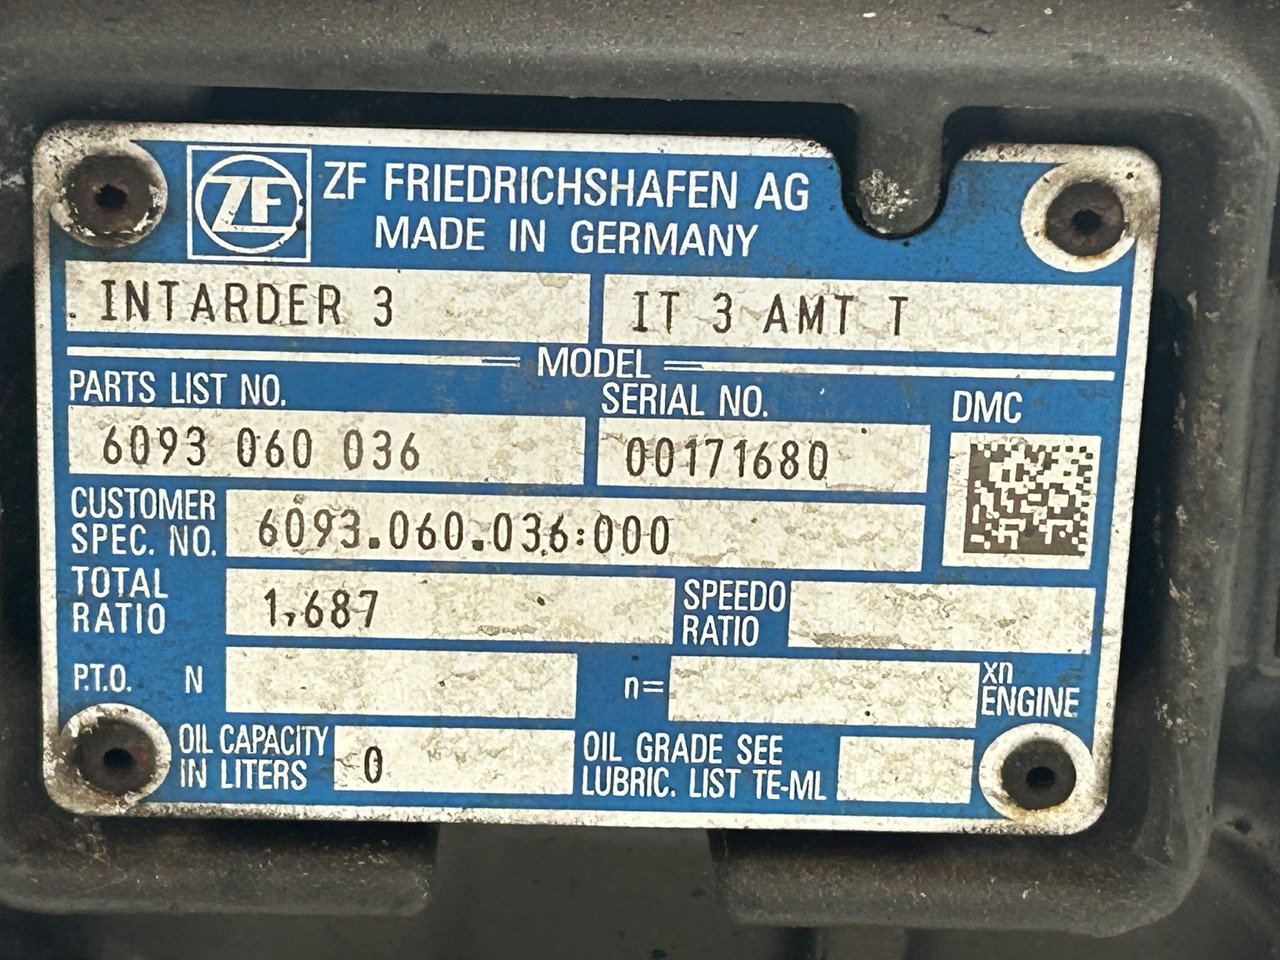 ZF ZF FRIEDRICHSHAFEN AG
MADE IN GERMANY
INTARDER 3 IT 3 AMT T
MODEL
PARTS LIST NO. SERIAL NO. DMC
6093 060 036 00171680
CUSTOMER
SPEC. NO. 6093.060.036:000
TOTAL
RATIO 1,687 SPEEDO
RATIO
P.T.O. N n= xn
ENGINE
OIL CAPACITY
IN LITERS 0 OIL GRADE SEE
LUBRIC. LIST TE-ML